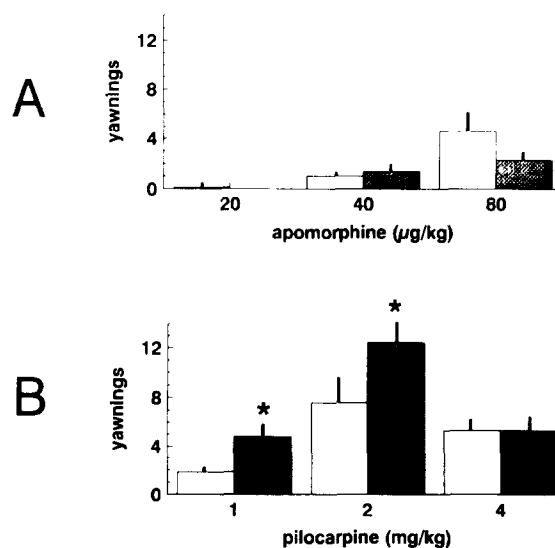 A
yawnings
12
8
4
0
20 40 80
apomorphine (μg/kg)
B
yawnings
12
8
4
0
* *
1 2 4
pilocarpine (mg/kg)